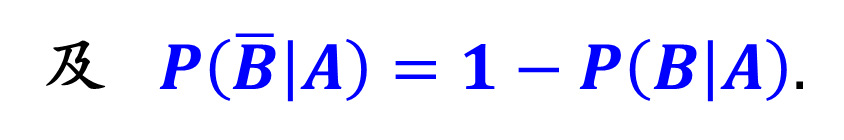 及 P(B̅|A) = 1 − P(B|A).